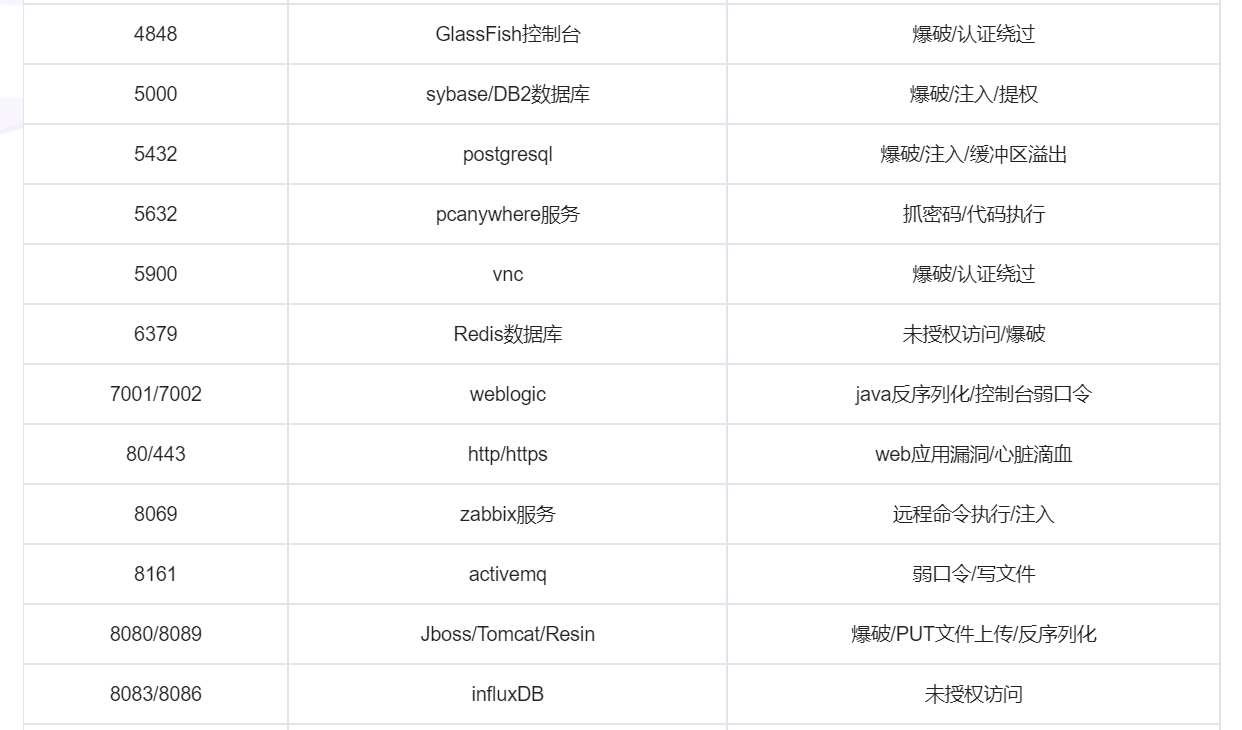 4848 GlassFish控制台 爆破/认证绕过
5000 sybase/DB2数据库 爆破/注入/提权
5432 postgresql 爆破/注入/缓冲区溢出
5632 pcanywhere服务 抓密码/代码执行
5900 vnc 爆破/认证绕过
6379 Redis数据库 未授权访问/爆破
7001/7002 weblogic java反序列化/控制台弱口令
80/443 http/https web应用漏洞/心脏滴血
8069 zabbix服务 远程命令执行/注入
8161 activemq 弱口令/写文件
8080/8089 Jboss/Tomcat/Resin 爆破/PUT文件上传/反序列化
8083/8086 influxDB 未授权访问